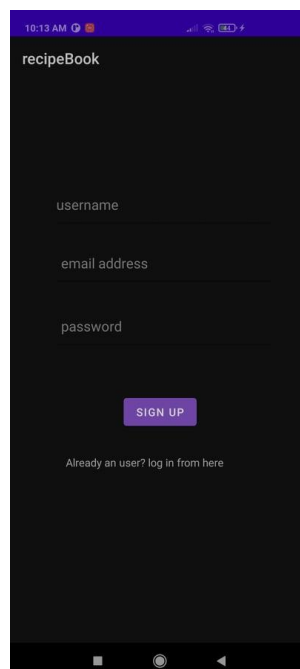 10:13 AM
recipeBook
username
email address
password
SIGN UP
Already an user? log in from here